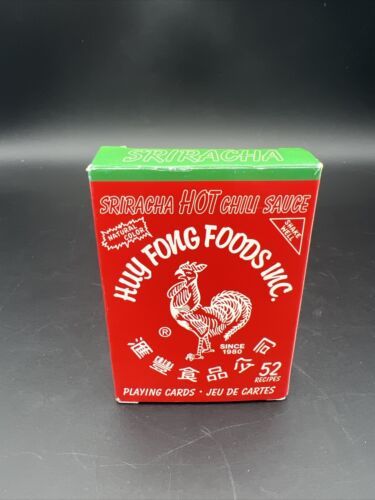 SRIRACHA
SRIRACHA HOT CHILI SAUCE
NATURAL COLOR
SHAKE WELL
HUY FONG FOODS INC.
®
SINCE 1980
滙豐食品公司
52 RECIPES
PLAYING CARDS • JEU DE CARTES